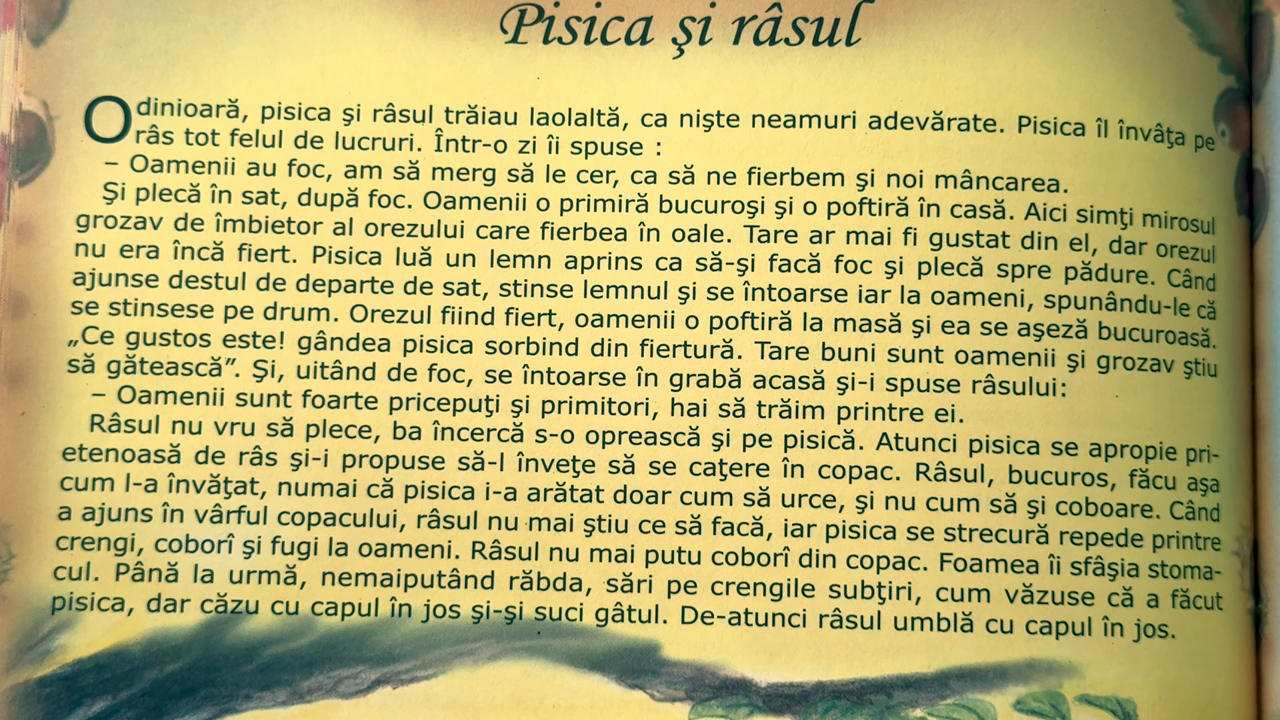 Pisica şi râsul
Odinioară, pisica şi râsul trăiau laolaltă, ca nişte neamuri adevărate. Pisica îl învâţa pe
râs tot felul de lucruri. Într-o zi îi spuse :
– Oamenii au foc, am să merg să le cer, ca să ne fierbem şi noi mâncarea.
Şi plecă în sat, după foc. Oamenii o primiră bucuroşi şi o poftiră în casă. Aici simţi mirosul
grozav de îmbietor al orezului care fierbea în oale. Tare ar mai fi gustat din el, dar orezul
nu era încă fiert. Pisica luă un lemn aprins ca să-şi facă foc şi plecă spre pădure. Când
ajunse destul de departe de sat, stinse lemnul şi se întoarse iar la oameni, spunându-le că
se stinsese pe drum. Orezul fiind fiert, oamenii o poftiră la masă şi ea se aşeză bucuroasă.
„Ce gustos este! gândea pisica sorbind din fiertură. Tare buni sunt oamenii şi grozav ştiu
să gătească”. Şi, uitând de foc, se întoarse în grabă acasă şi-i spuse râsului:
– Oamenii sunt foarte pricepuţi şi primitori, hai să trăim printre ei.
Râsul nu vru să plece, ba încercă s-o oprească şi pe pisică. Atunci pisica se apropie pri-
etenoasă de râs şi-i propuse să-l înveţe să se caţere în copac. Râsul, bucuros, făcu aşa
cum l-a învăţat, numai că pisica i-a arătat doar cum să urce, şi nu cum să şi coboare. Când
a ajuns în vârful copacului, râsul nu mai ştiu ce să facă, iar pisica se strecură repede printre
crengi, coborî şi fugi la oameni. Râsul nu mai putu coborî din copac. Foamea îi sfâşia stoma-
cul. Până la urmă, nemaiputând răbda, sări pe crengile subţiri, cum văzuse că a făcut
pisica, dar căzu cu capul în jos şi-şi suci gâtul. De-atunci râsul umblă cu capul în jos.